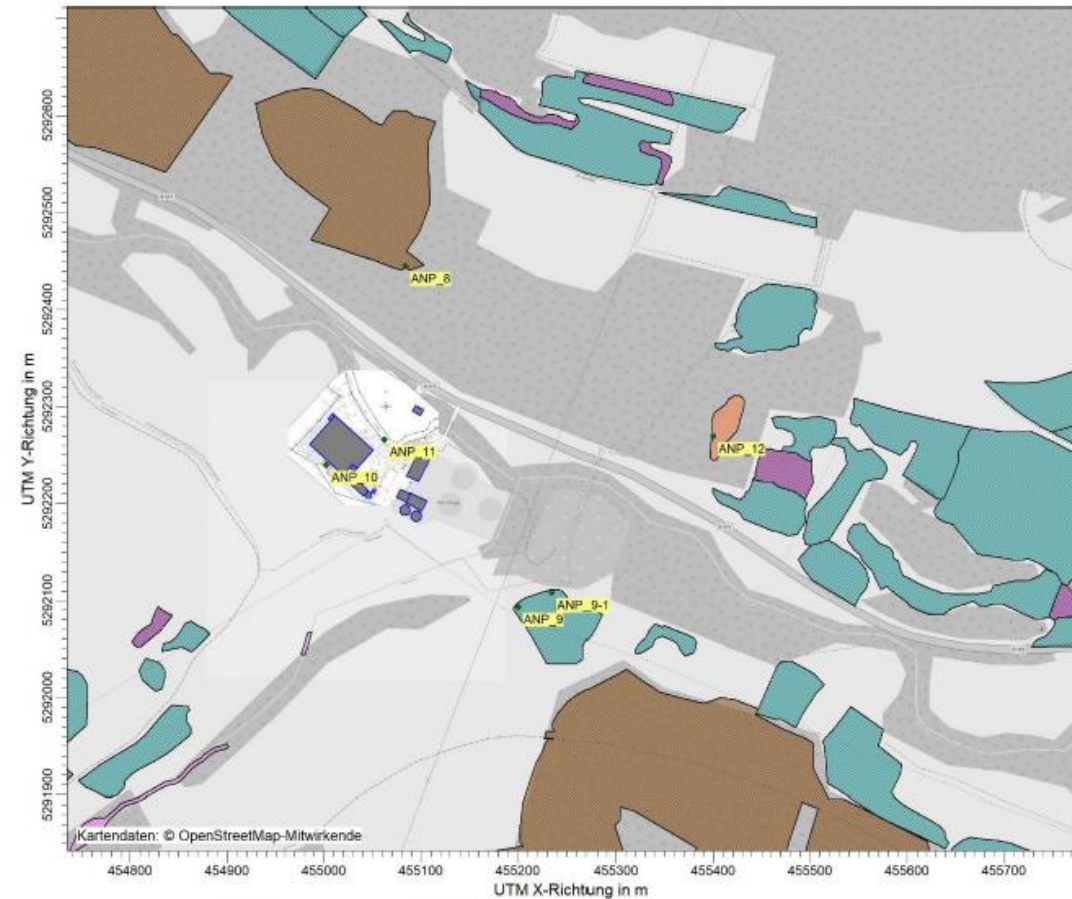 5292600
5292500
5292400
5292300
5292200
5292100
5292000
5291900
UTM Y-Richtung in m
ANP_8
ANP_11
ANP_10
ANP_12
ANP_9-1
ANP_9
Kartendaten: © OpenStreetMap-Mitwirkende
454800 454900 455000 455100 455200 455300 455400 455500 455600 455700
UTM X-Richtung in m